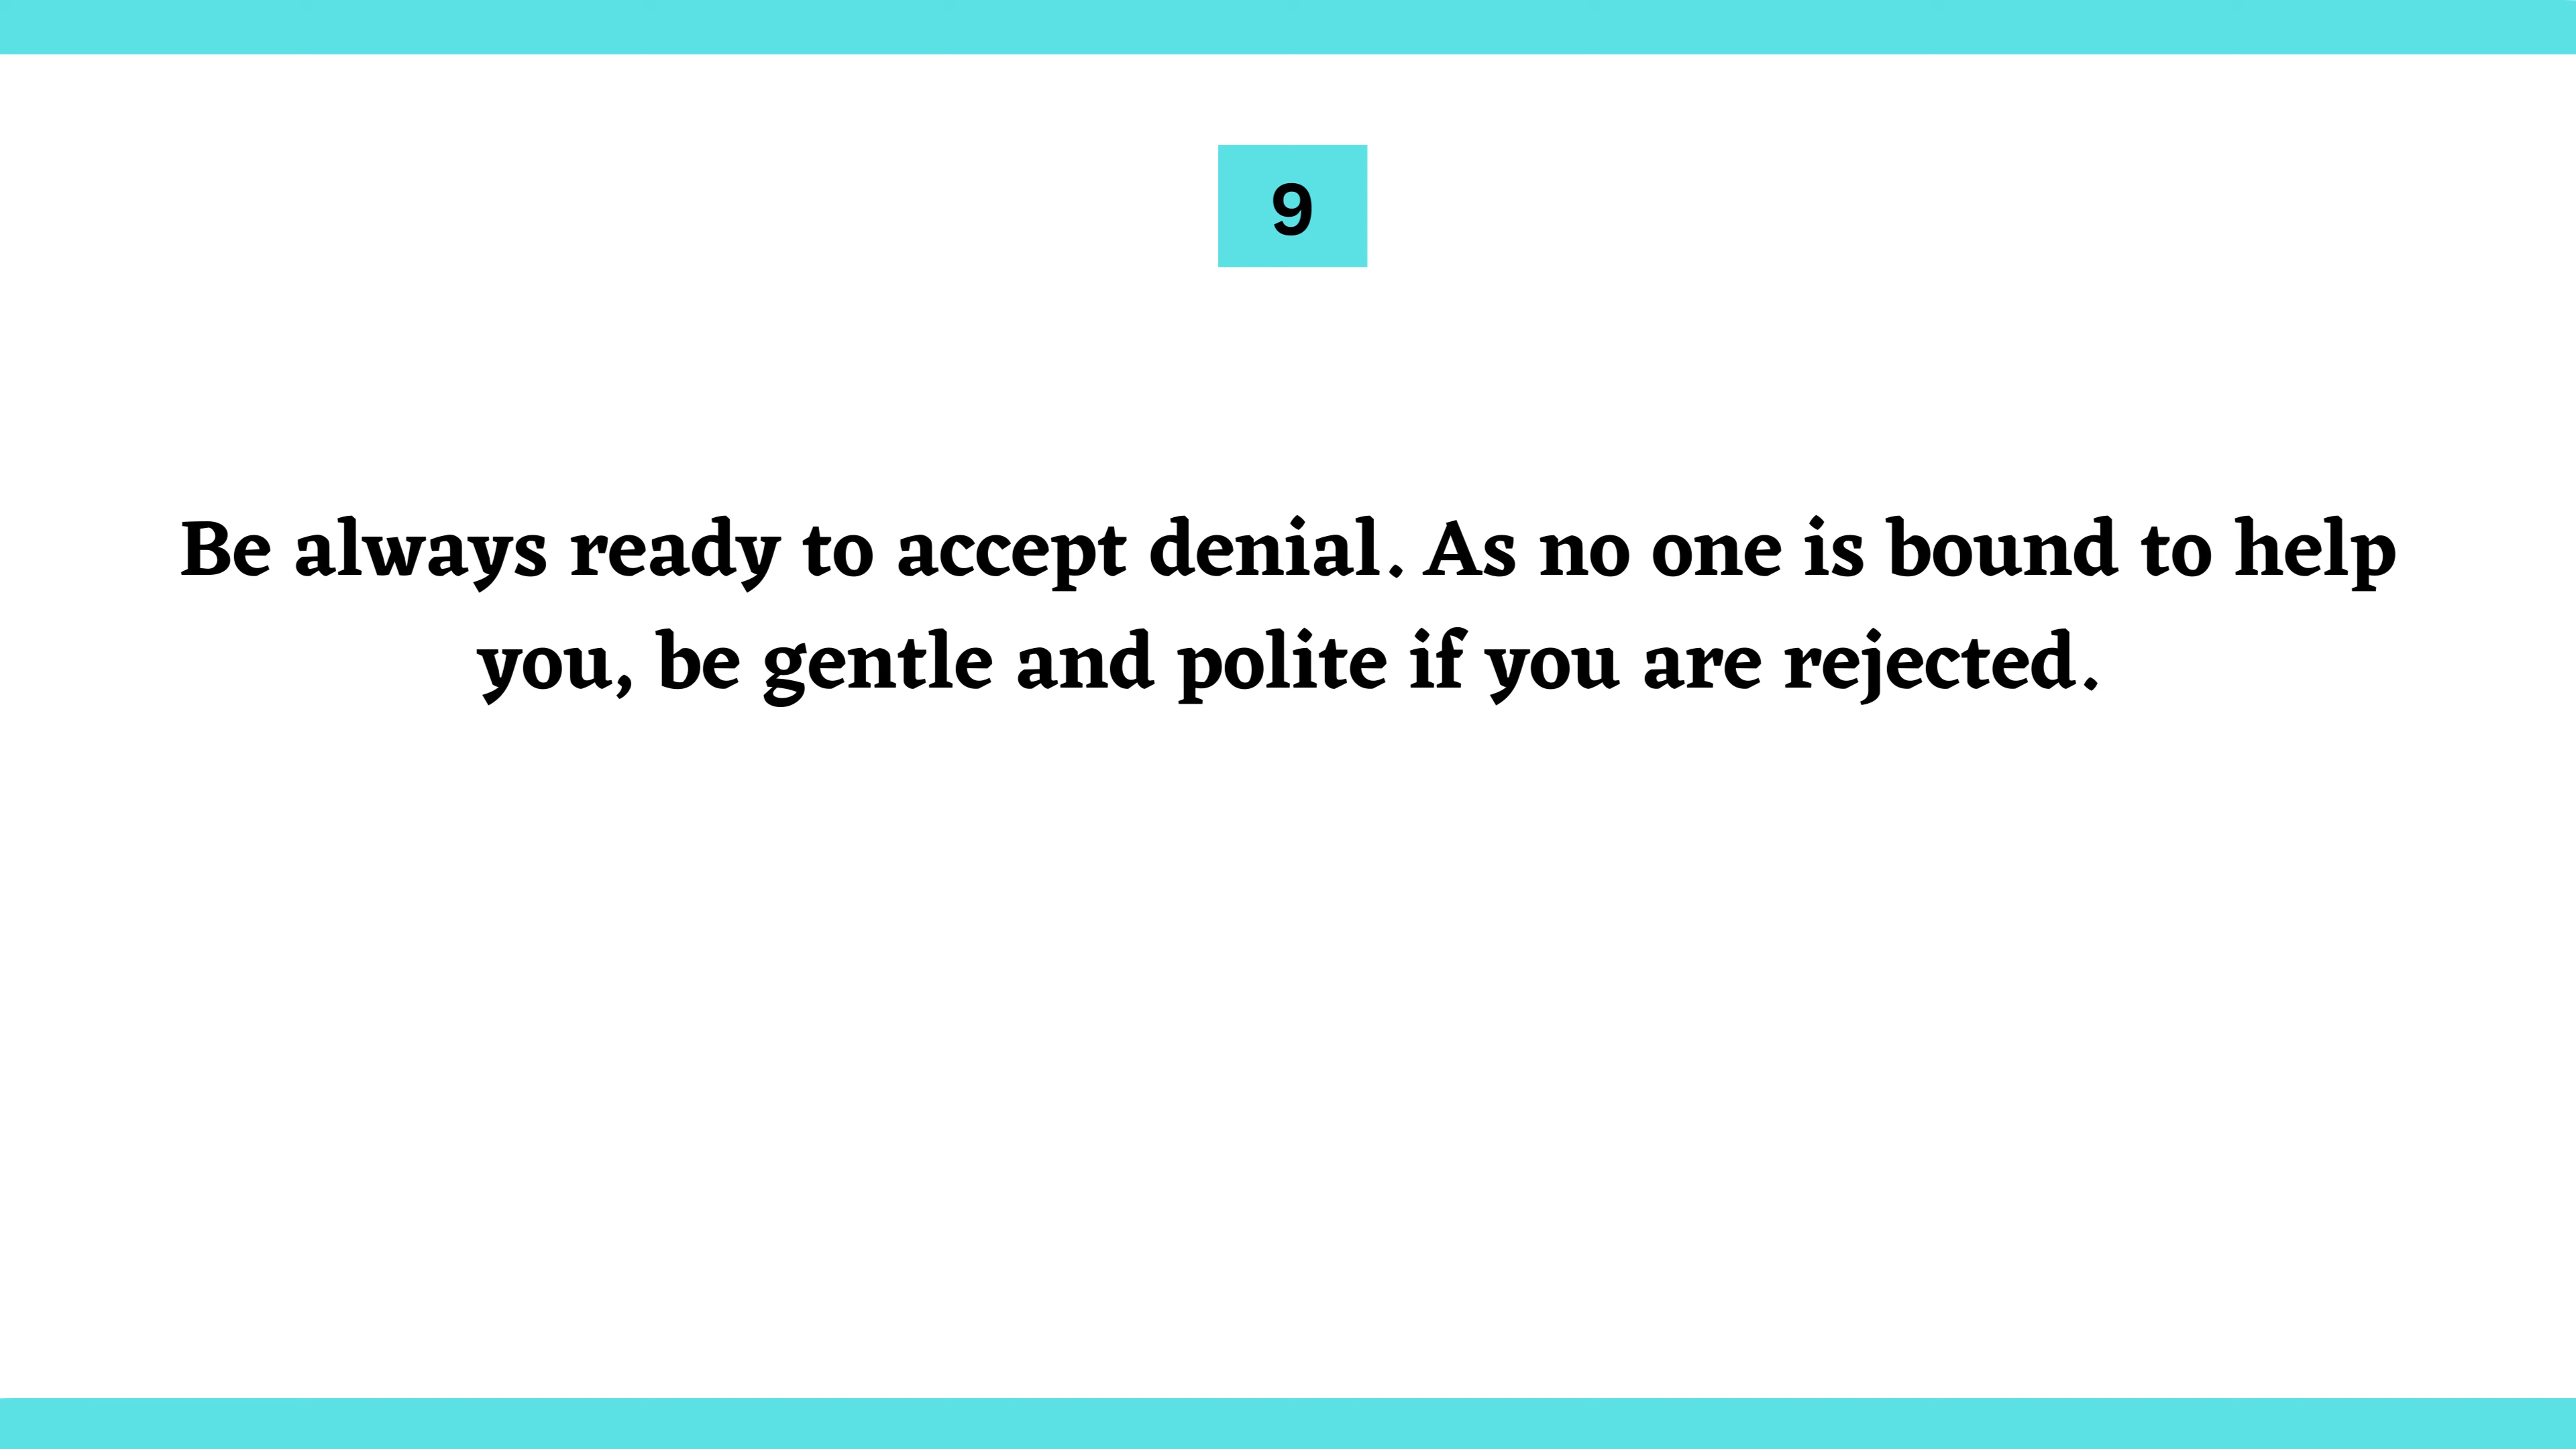 9
Be always ready to accept denial. As no one is bound to help
you, be gentle and polite if you are rejected.